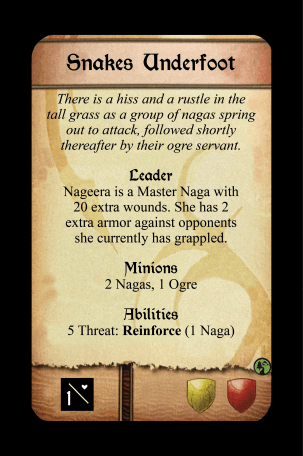 Snakes Underfoot
There is a hiss and a rustle in the
tall grass as a group of nagas spring
out to attack, followed shortly
thereafter by their ogre servant.
Leader
Nageera is a Master Naga with
20 extra wounds. She has 2
extra armor against opponents
she currently has grappled.
Minions
2 Nagas, 1 Ogre
Abilities
5 Threat: Reinforce (1 Naga)
1